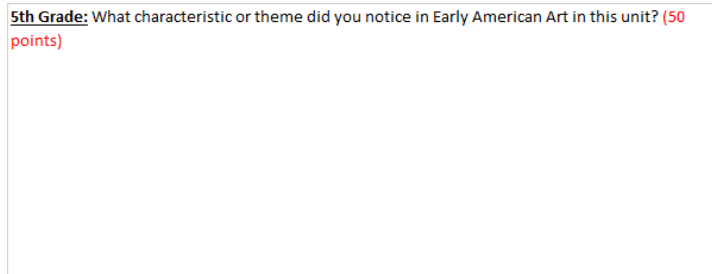 5th Grade: What characteristic or theme did you notice in Early American Art in this unit? (50
points)